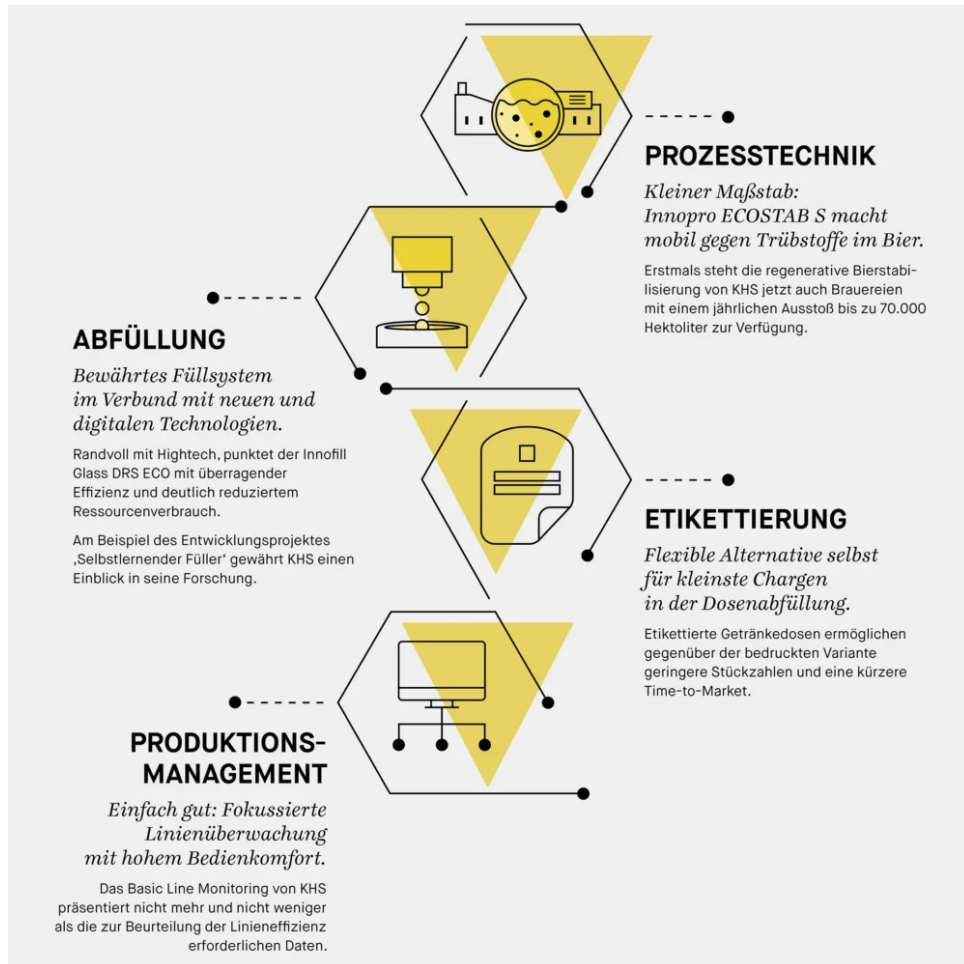 PROZESSTECHNIK
Kleiner Maßstab:
Innopro ECOSTAB S macht
mobil gegen Trübstoffe im Bier.
Erstmals steht die regenerative Bierstabi-
lisierung von KHS jetzt auch Brauereien
mit einem jährlichen Ausstoß bis zu 70.000
Hektoliter zur Verfügung.
ABFÜLLUNG
Bewährtes Füllsystem
im Verbund mit neuen und
digitalen Technologien.
Randvoll mit Hightech, punktet der Innofill
Glass DRS ECO mit überragender
Effizienz und deutlich reduziertem
Ressourcenverbrauch.
Am Beispiel des Entwicklungsprojektes
‚Selbstlernender Füller‘ gewährt KHS einen
Einblick in seine Forschung.
ETIKETTIERUNG
Flexible Alternative selbst
für kleinste Chargen
in der Dosenabfüllung.
Etikettierte Getränkedosen ermöglichen
gegenüber der bedruckten Variante
geringere Stückzahlen und eine kürzere
Time-to-Market.
PRODUKTIONS-
MANAGEMENT
Einfach gut: Fokussierte
Linienüberwachung
mit hohem Bedienkomfort.
Das Basic Line Monitoring von KHS
präsentiert nicht mehr und nicht weniger
als die zur Beurteilung der Linieneffizienz
erforderlichen Daten.